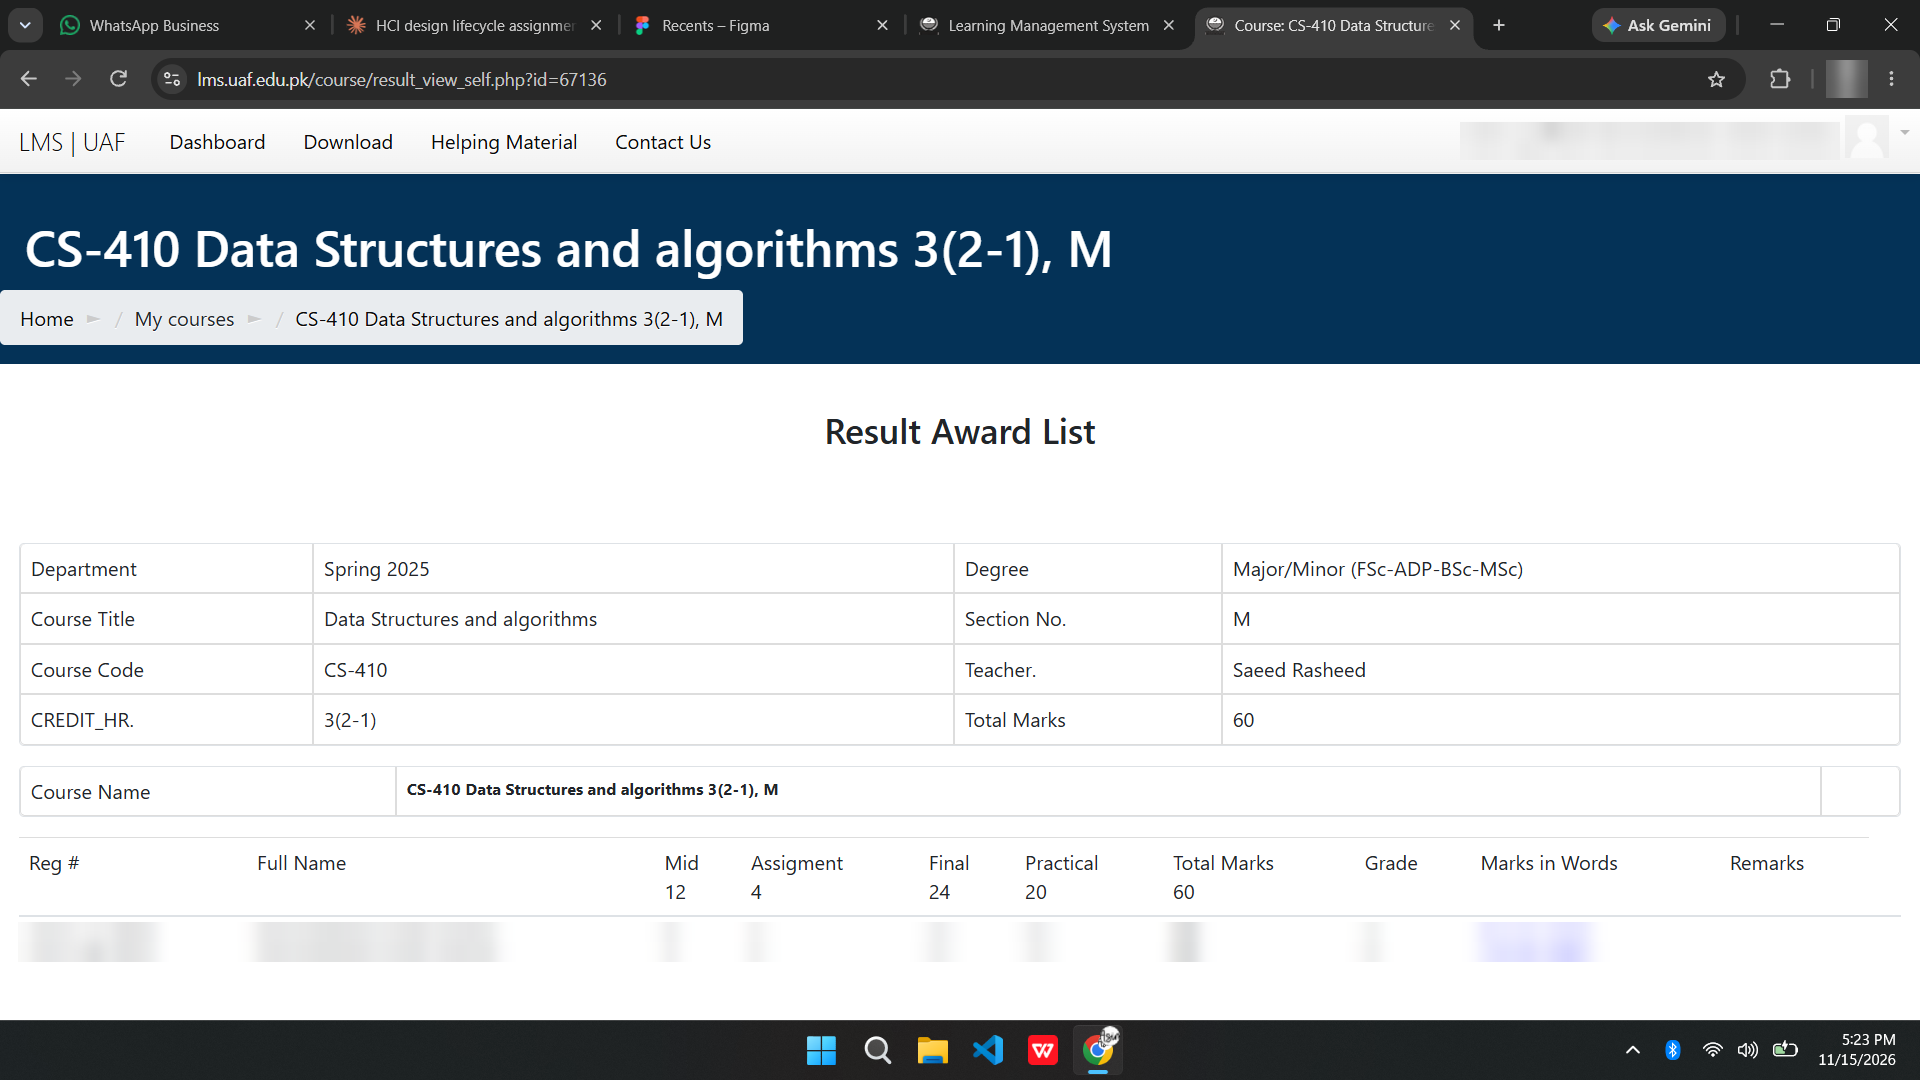 WhatsApp Business
HCI design lifecycle assignmen
Recents – Figma
Learning Management System
Course: CS-410 Data Structure
Ask Gemini
lms.uaf.edu.pk/course/result_view_self.php?id=67136
LMS | UAF Dashboard Download Helping Material Contact Us
CS-410 Data Structures and algorithms 3(2-1), M
Home ► / My courses ► / CS-410 Data Structures and algorithms 3(2-1), M
Result Award List
Department Spring 2025 Degree Major/Minor (FSc-ADP-BSc-MSc)
Course Title Data Structures and algorithms Section No. M
Course Code CS-410 Teacher. Saeed Rasheed
CREDIT_HR. 3(2-1) Total Marks 60
Course Name CS-410 Data Structures and algorithms 3(2-1), M
Reg # Full Name Mid Assigment Final Practical Total Marks Grade Marks in Words Remarks
12 4 24 20 60
5:23 PM
11/15/2026